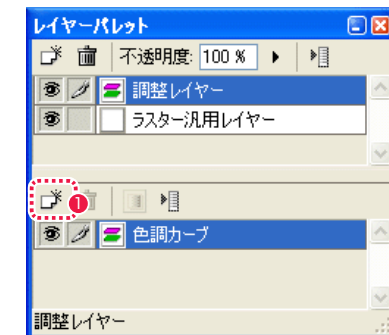 レイヤーパレット
不透明度: 100 %
調整レイヤー
ラスター汎用レイヤー
1
色調カーブ
調整レイヤー